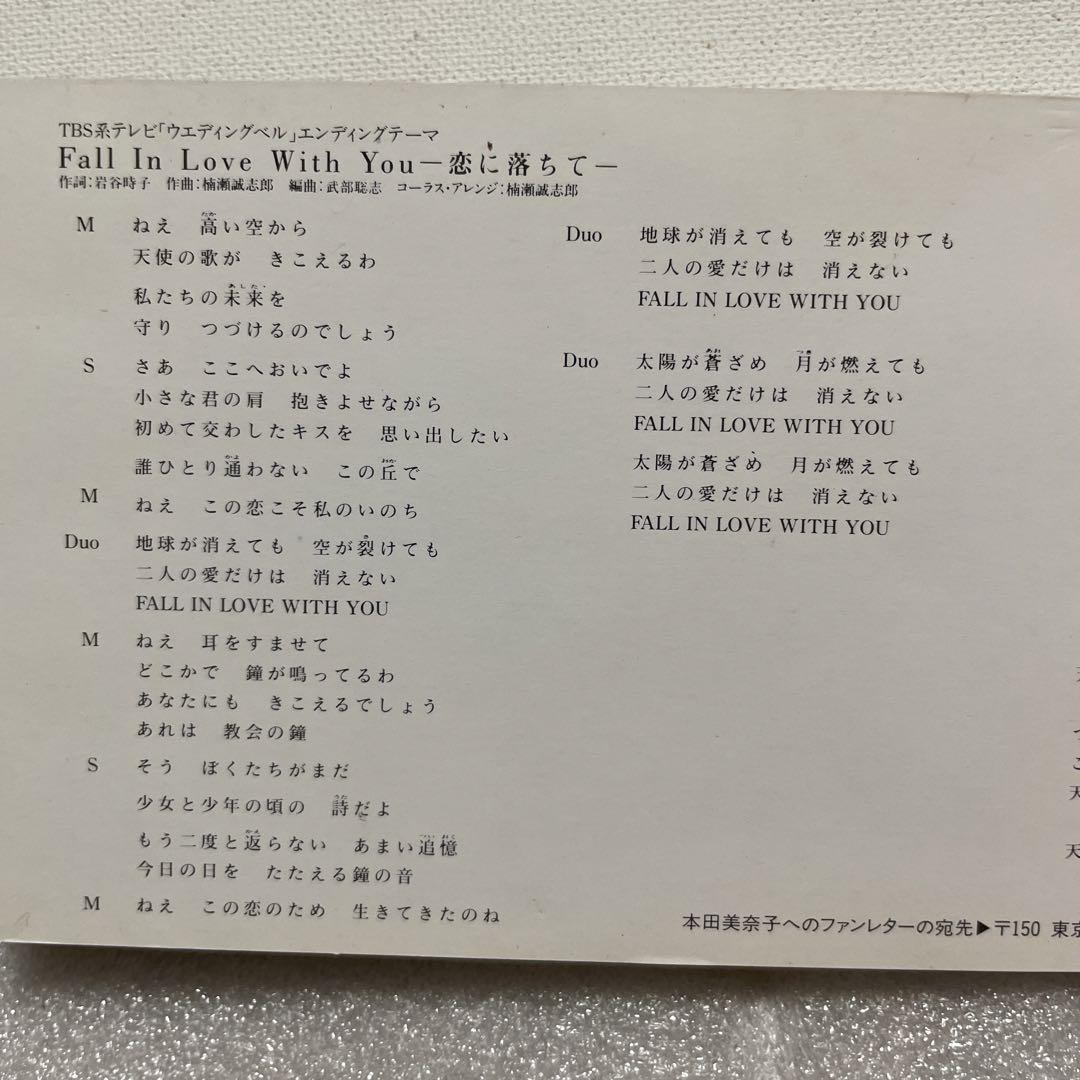 TBS系テレビ「ウエディングベル」エンディングテーマ
Fall In Love With You－恋に落ちて－
作詞：岩谷時子　作曲：楠瀬誠志郎　編曲：武部聡志　コーラス・アレンジ：楠瀬誠志郎
M　ねえ　高い空から
天使の歌が　きこえるわ
私たちの未来を
守り　つづけるのでしょう
S　さあ　ここへおいでよ
小さな君の肩　抱きよせながら
初めて交わしたキスを　思い出したい
誰ひとり通わない　この丘で
M　ねえ　この恋こそ私のいのち
Duo　地球が消えても　空が裂けても
二人の愛だけは　消えない
FALL IN LOVE WITH YOU
M　ねえ　耳をすませて
どこかで　鐘が鳴ってるわ
あなたにも　きこえるでしょう
あれは　教会の鐘
S　そう　ぼくたちがまだ
少女と少年の頃の　詩だよ
もう二度と返らない　あまい追憶
今日の日を　たたえる鐘の音
M　ねえ　この恋のため　生きてきたのね
Duo　地球が消えても　空が裂けても
二人の愛だけは　消えない
FALL IN LOVE WITH YOU
Duo　太陽が蒼ざめ　月が燃えても
二人の愛だけは　消えない
FALL IN LOVE WITH YOU
太陽が蒼ざめ　月が燃えても
二人の愛だけは　消えない
FALL IN LOVE WITH YOU
天
天
本田美奈子へのファンレターの宛先▶〒150 東京